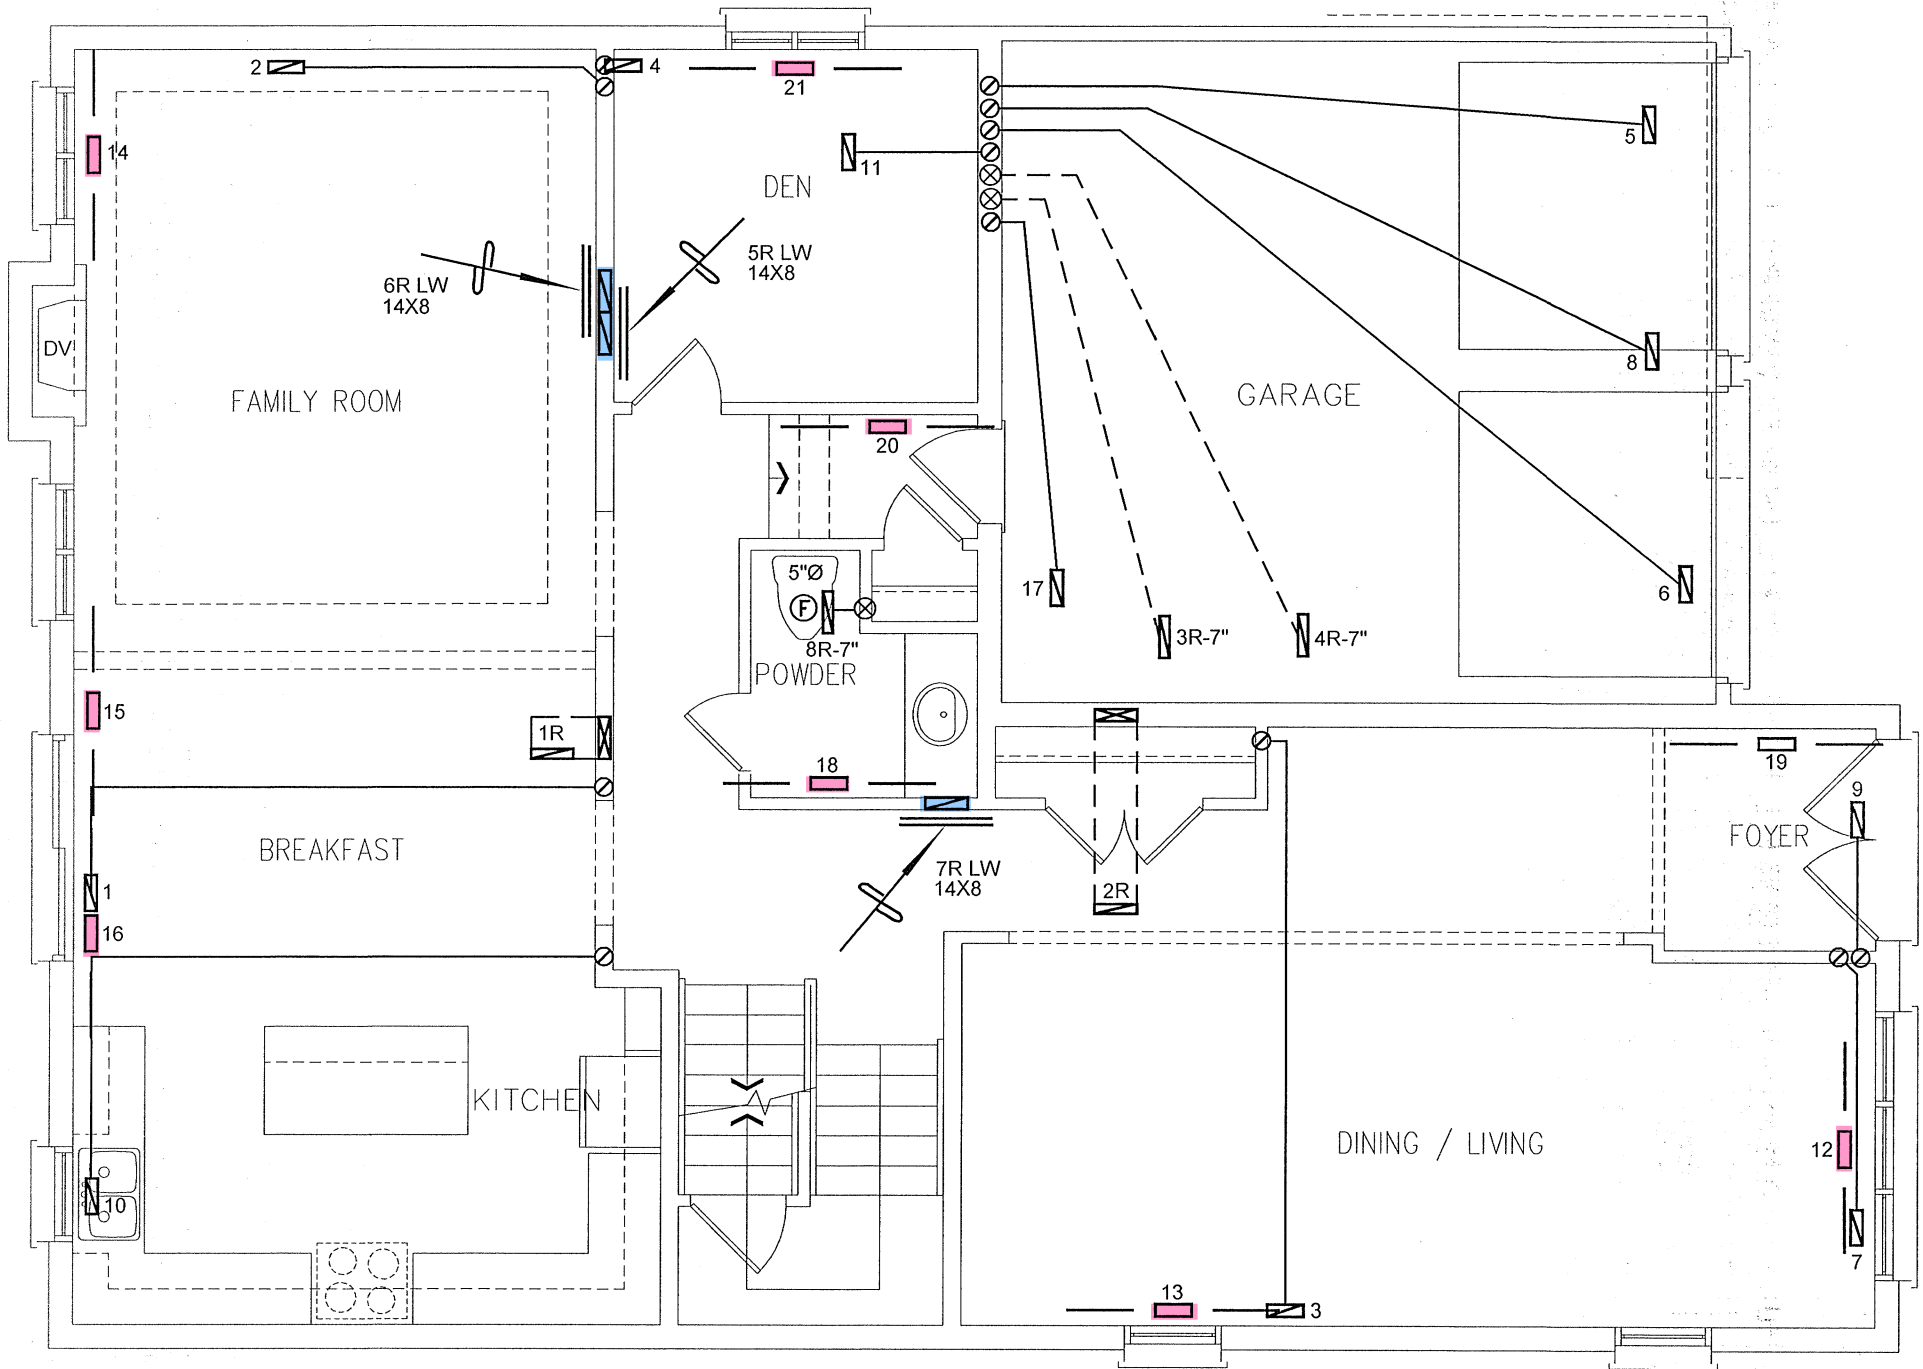 2
4
21
14
11
5
DEN
6R LW
14X8
5R LW
14X8
DV
FAMILY ROOM
8
GARAGE
20
5"Ø
F
17
6
3R-7"
4R-7"
8R-7"
POWDER
15
1R
18
19
9
BREAKFAST
FOYER
7R LW
14X8
1
2R
16
KITCHEN
DINING / LIVING
12
10
7
13
3